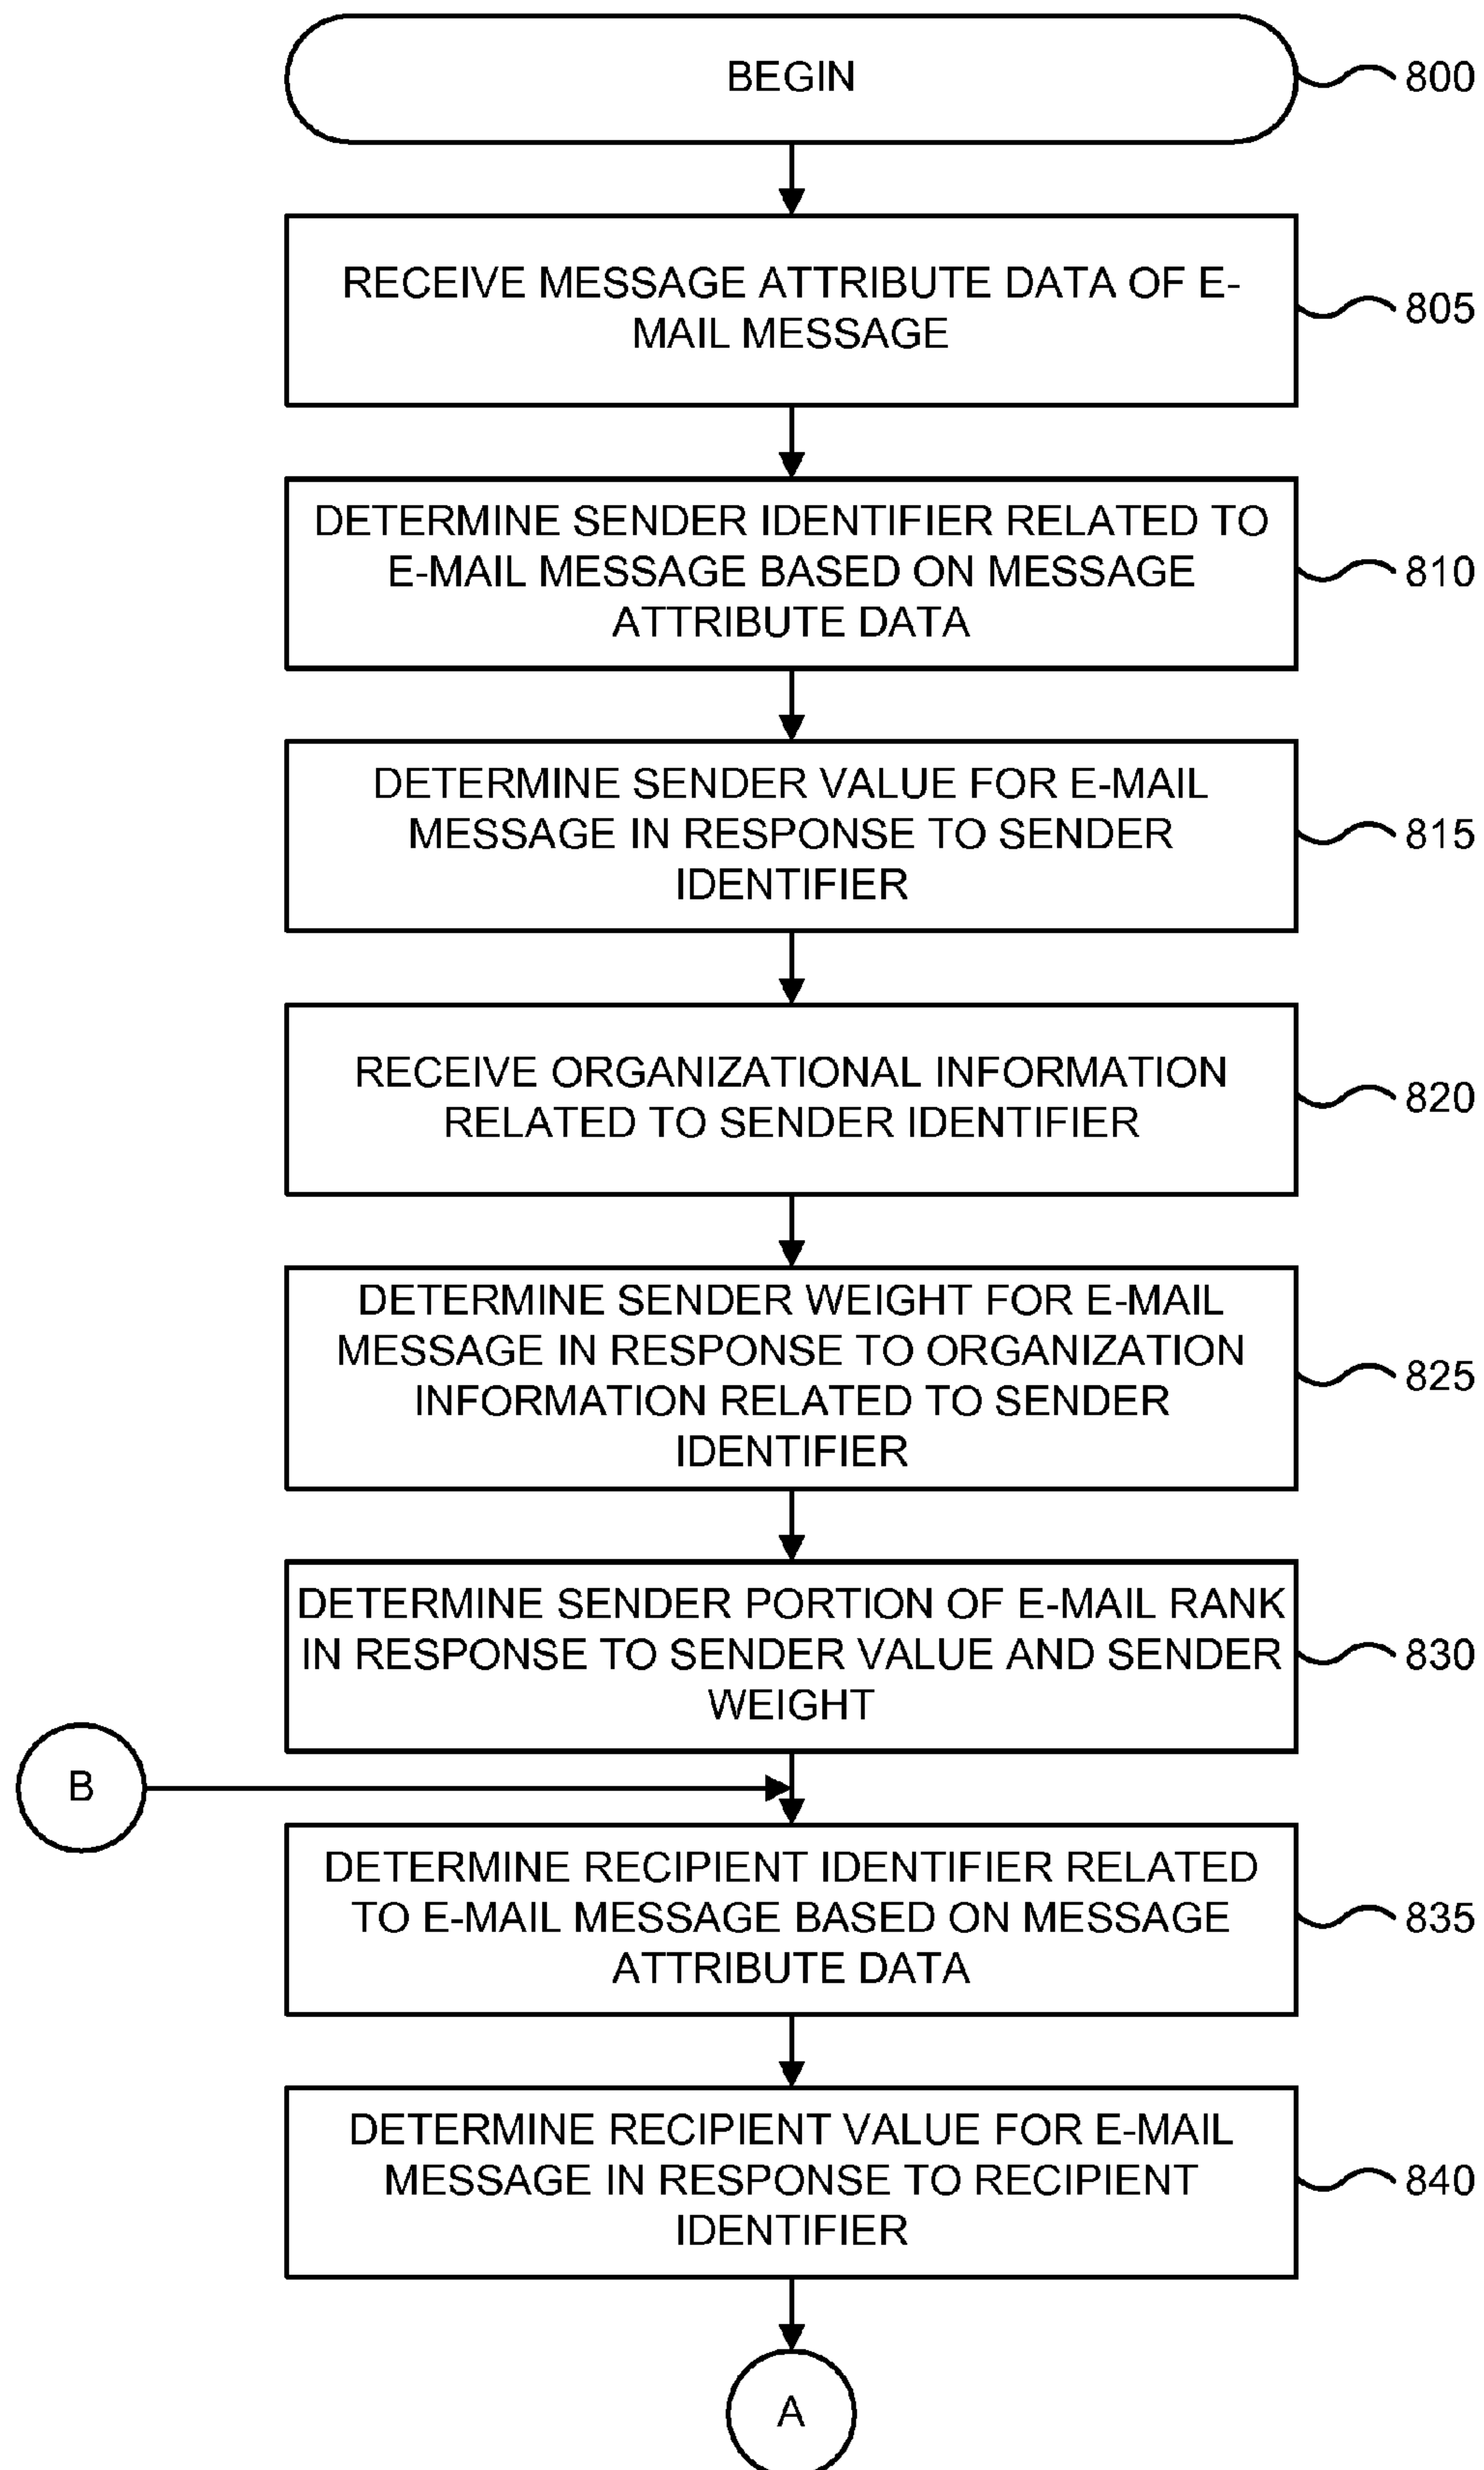 BEGIN
800
RECEIVE MESSAGE ATTRIBUTE DATA OF E-
MAIL MESSAGE
805
DETERMINE SENDER IDENTIFIER RELATED TO
E-MAIL MESSAGE BASED ON MESSAGE
ATTRIBUTE DATA
810
DETERMINE SENDER VALUE FOR E-MAIL
MESSAGE IN RESPONSE TO SENDER
IDENTIFIER
815
RECEIVE ORGANIZATIONAL INFORMATION
RELATED TO SENDER IDENTIFIER
820
DETERMINE SENDER WEIGHT FOR E-MAIL
MESSAGE IN RESPONSE TO ORGANIZATION
INFORMATION RELATED TO SENDER
IDENTIFIER
825
DETERMINE SENDER PORTION OF E-MAIL RANK
IN RESPONSE TO SENDER VALUE AND SENDER
WEIGHT
830
B
DETERMINE RECIPIENT IDENTIFIER RELATED
TO E-MAIL MESSAGE BASED ON MESSAGE
ATTRIBUTE DATA
835
DETERMINE RECIPIENT VALUE FOR E-MAIL
MESSAGE IN RESPONSE TO RECIPIENT
IDENTIFIER
840
A